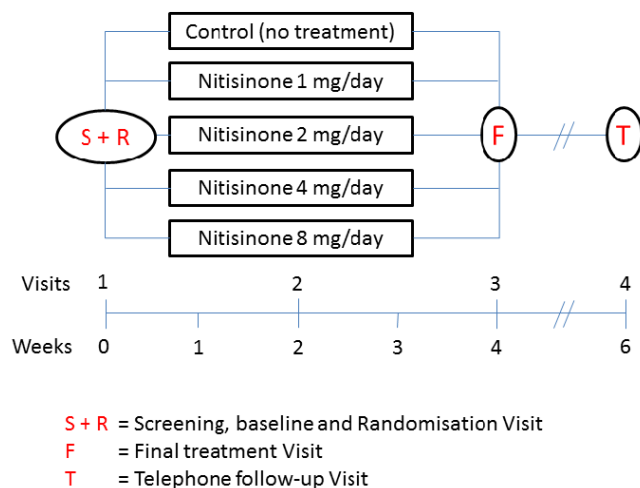 Control (no treatment)
Nitisinone 1 mg/day
S + R
Nitisinone 2 mg/day
F
T
Nitisinone 4 mg/day
Nitisinone 8 mg/day
Visits 1 2 3 4
Weeks 0 1 2 3 4 6
S + R = Screening, baseline and Randomisation Visit
F = Final treatment Visit
T = Telephone follow-up Visit